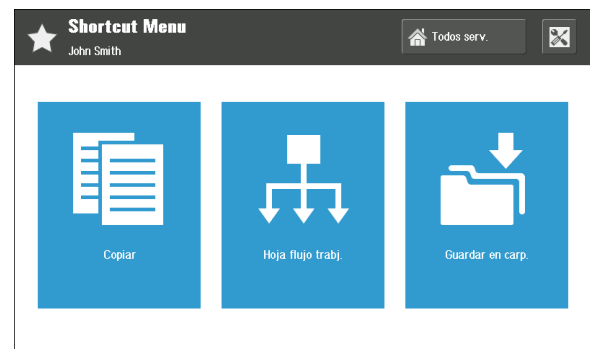 Shortcut Menu
John Smith
Todos serv.
Copiar
Hoja flujo trabj.
Guardar en carp.